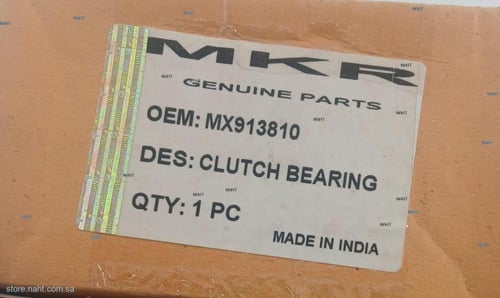 MKR
GENUINE PARTS
OEM: MX913810
DES: CLUTCH BEARING
QTY: 1 PC
MADE IN INDIA
store.naht.com.sa